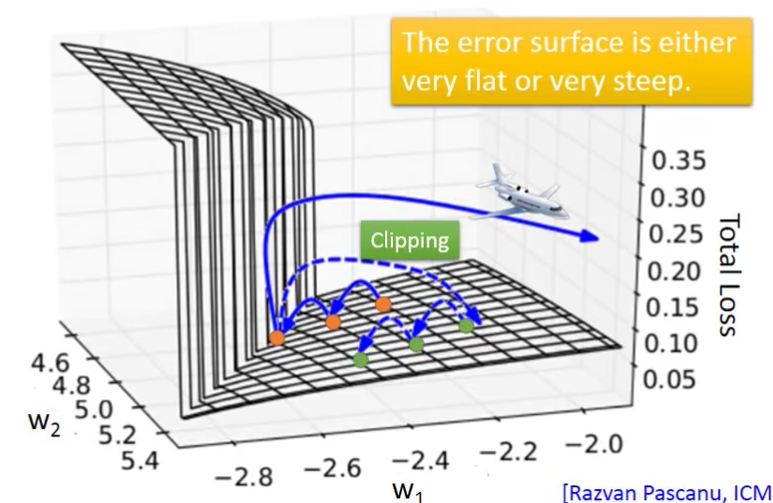 The error surface is either
very flat or very steep.
Clipping
0.35
0.30
0.25
0.20
0.15
0.10
0.05
Total Loss
4.6
4.8
5.0
5.2
5.4
w2
−2.8
−2.6
−2.4
−2.2
−2.0
w1
[Razvan Pascanu, ICM